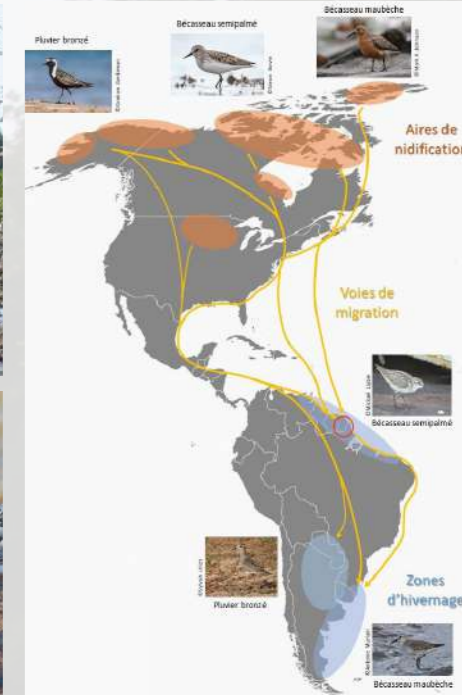 Pluvier bronzé
Bécasseau semipalmé
Bécasseau maubèche
Aires de
nidification
Voies de
migration
Bécasseau semipalmé
Pluvier bronzé
Zones
d'hivernage
Bécasseau maubèche